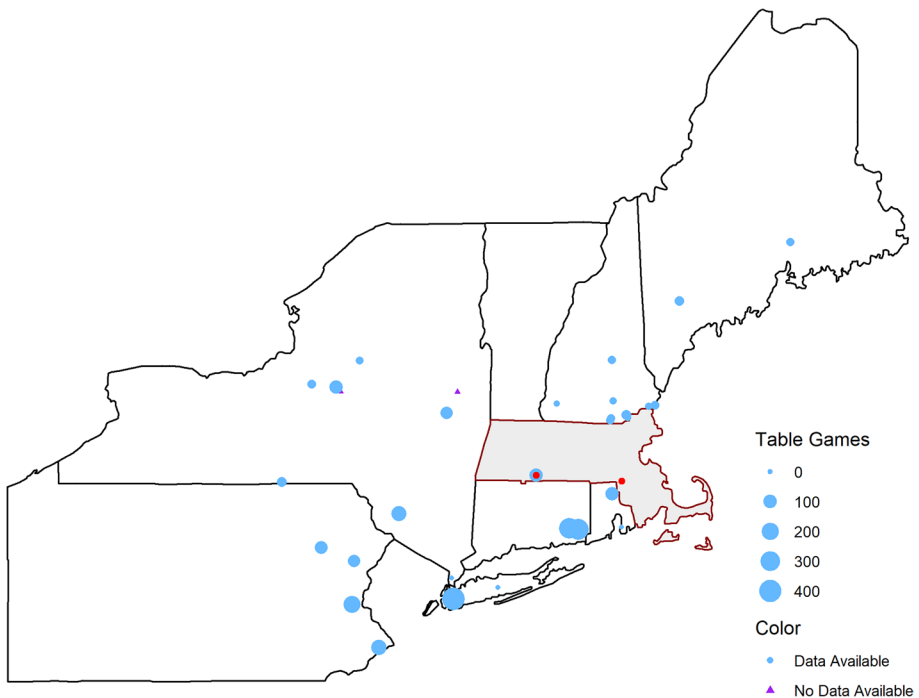 Table Games
0
100
200
300
400
Color
Data Available
No Data Available